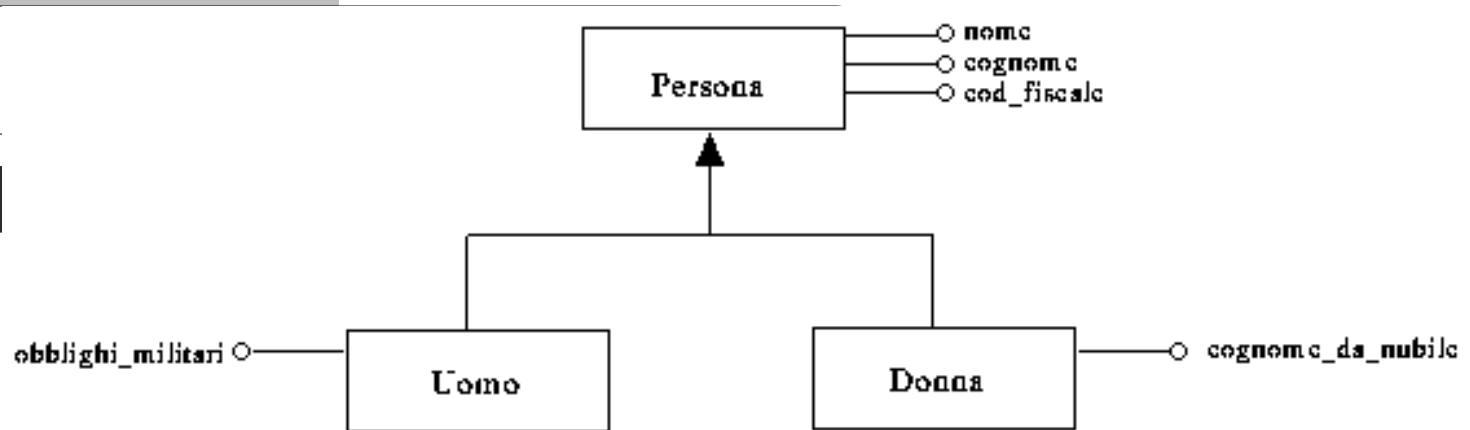 nome
cognome
cod_fiscale
Persona
obblighi_militari
Uomo
Donna
cognome_da_nubile